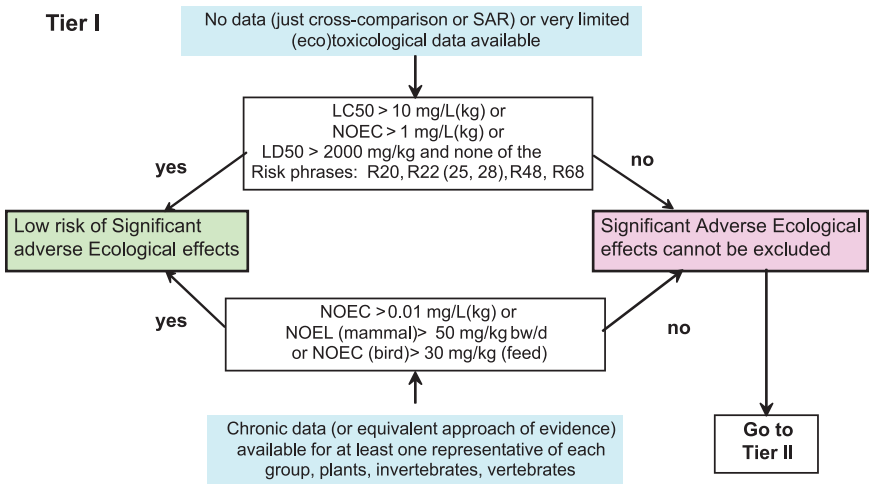 Tier I
No data (just cross-comparison or SAR) or very limited
(eco)toxicological data available
LC50 > 10 mg/L(kg) or
NOEC > 1 mg/L(kg) or
LD50 > 2000 mg/kg and none of the
Risk phrases: R20, R22 (25, 28), R48, R68
yes
no
Low risk of Significant
adverse Ecological effects
Significant Adverse Ecological
effects cannot be excluded
NOEC >0.01 mg/L(kg) or
NOEL (mammal)> 50 mg/kg bw/d
or NOEC (bird)> 30 mg/kg (feed)
yes
no
Chronic data (or equivalent approach of evidence)
available for at least one representative of each
group, plants, invertebrates, vertebrates
Go to
Tier II